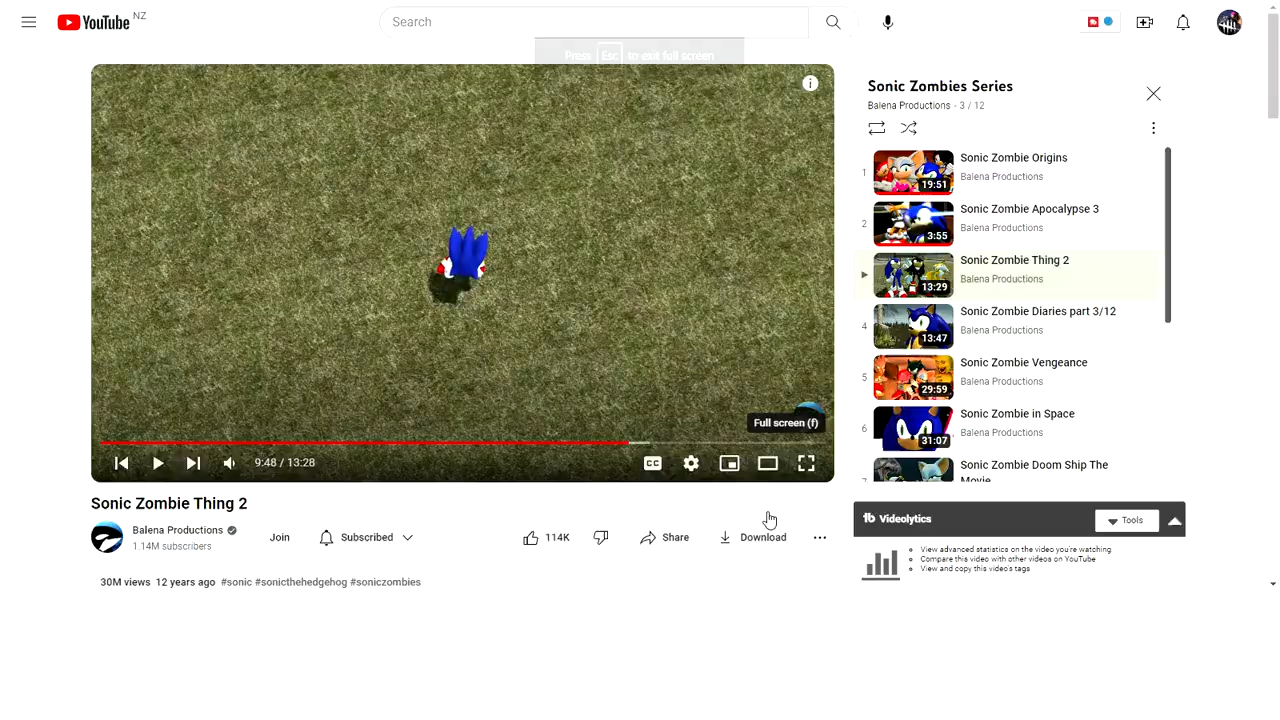 YouTube NZ
Search
Press Esc to exit full screen
Full screen (f)
9:48 / 13:28
CC
Sonic Zombie Thing 2
Balena Productions
1.14M subscribers
Join
Subscribed
114K
Share
Download
30M views 12 years ago #sonic #sonicthehedgehog #soniczombies
Sonic Zombies Series
Balena Productions - 3 / 12
1
19:51
Sonic Zombie Origins
Balena Productions
2
3:55
Sonic Zombie Apocalypse 3
Balena Productions
13:29
Sonic Zombie Thing 2
Balena Productions
4
13:47
Sonic Zombie Diaries part 3/12
Balena Productions
5
29:59
Sonic Zombie Vengeance
Balena Productions
6
31:07
Sonic Zombie in Space
Balena Productions
7
Sonic Zombie Doom Ship The
Movie
tb Videolytics
Tools
View advanced statistics on the video you're watching
Compare this video with other videos on YouTube
View and copy this video's tags